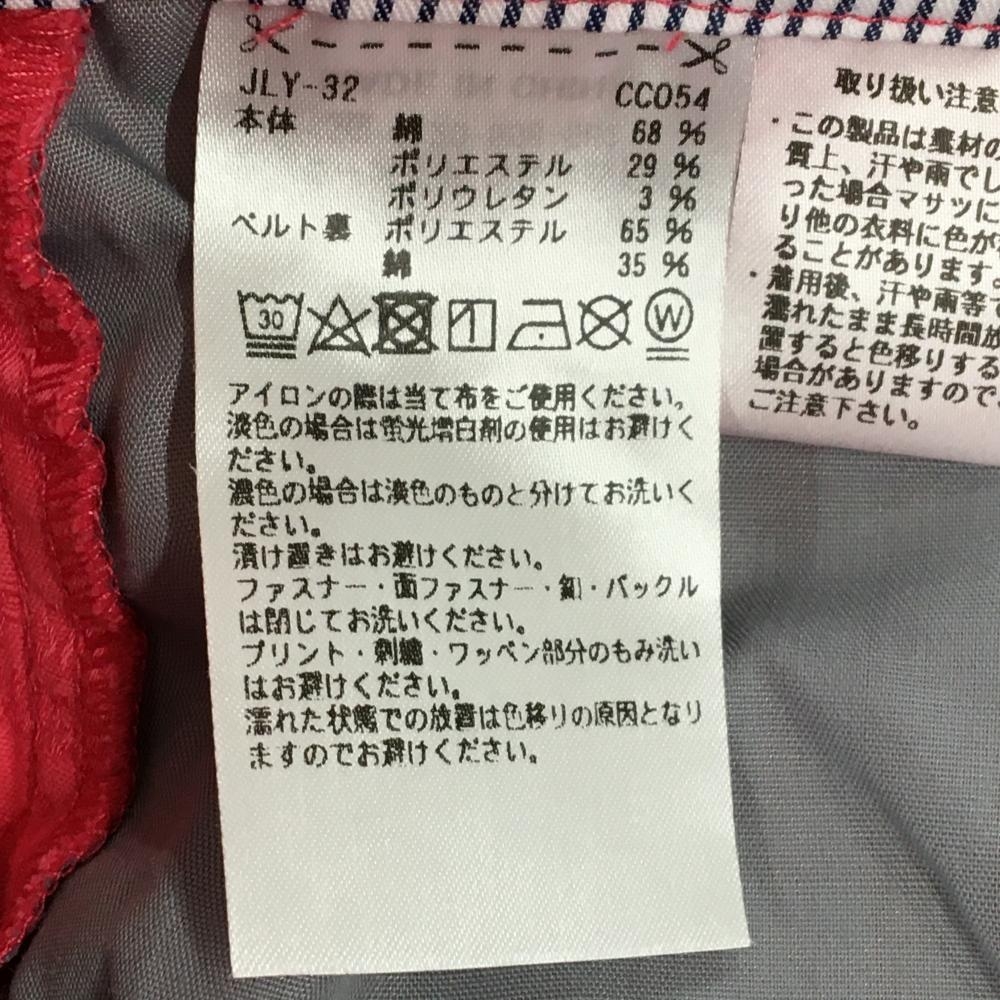 JLY-32 CC054
本体 綿 68 %
ポリエステル 29 %
ポリウレタン 3 %
ベルト裏 ポリエステル 65 %
綿 35 %
30
W
アイロンの際は当て布をご使用ください。
淡色の場合は蛍光増白剤の使用はお避けく
ださい。
濃色の場合は淡色のものと分けてお洗いく
ださい。
漬け置きはお避けください。
ファスナー・面ファスナー・釦・バックル
は閉じてお洗いください。
プリント・刺繍・ワッペン部分のもみ洗い
はお避けください。
濡れた状態での放置は色移りの原因となり
ますのでお避けください。
取り扱い注意
・この製品は素材の
質上、汗や雨でし
った場合マサツに
り他の衣料に色が
ることがあります。
・着用後、汗や雨等で
濡れたまま長時間放
置すると色移りする
場合がありますので、
ご注意下さい。